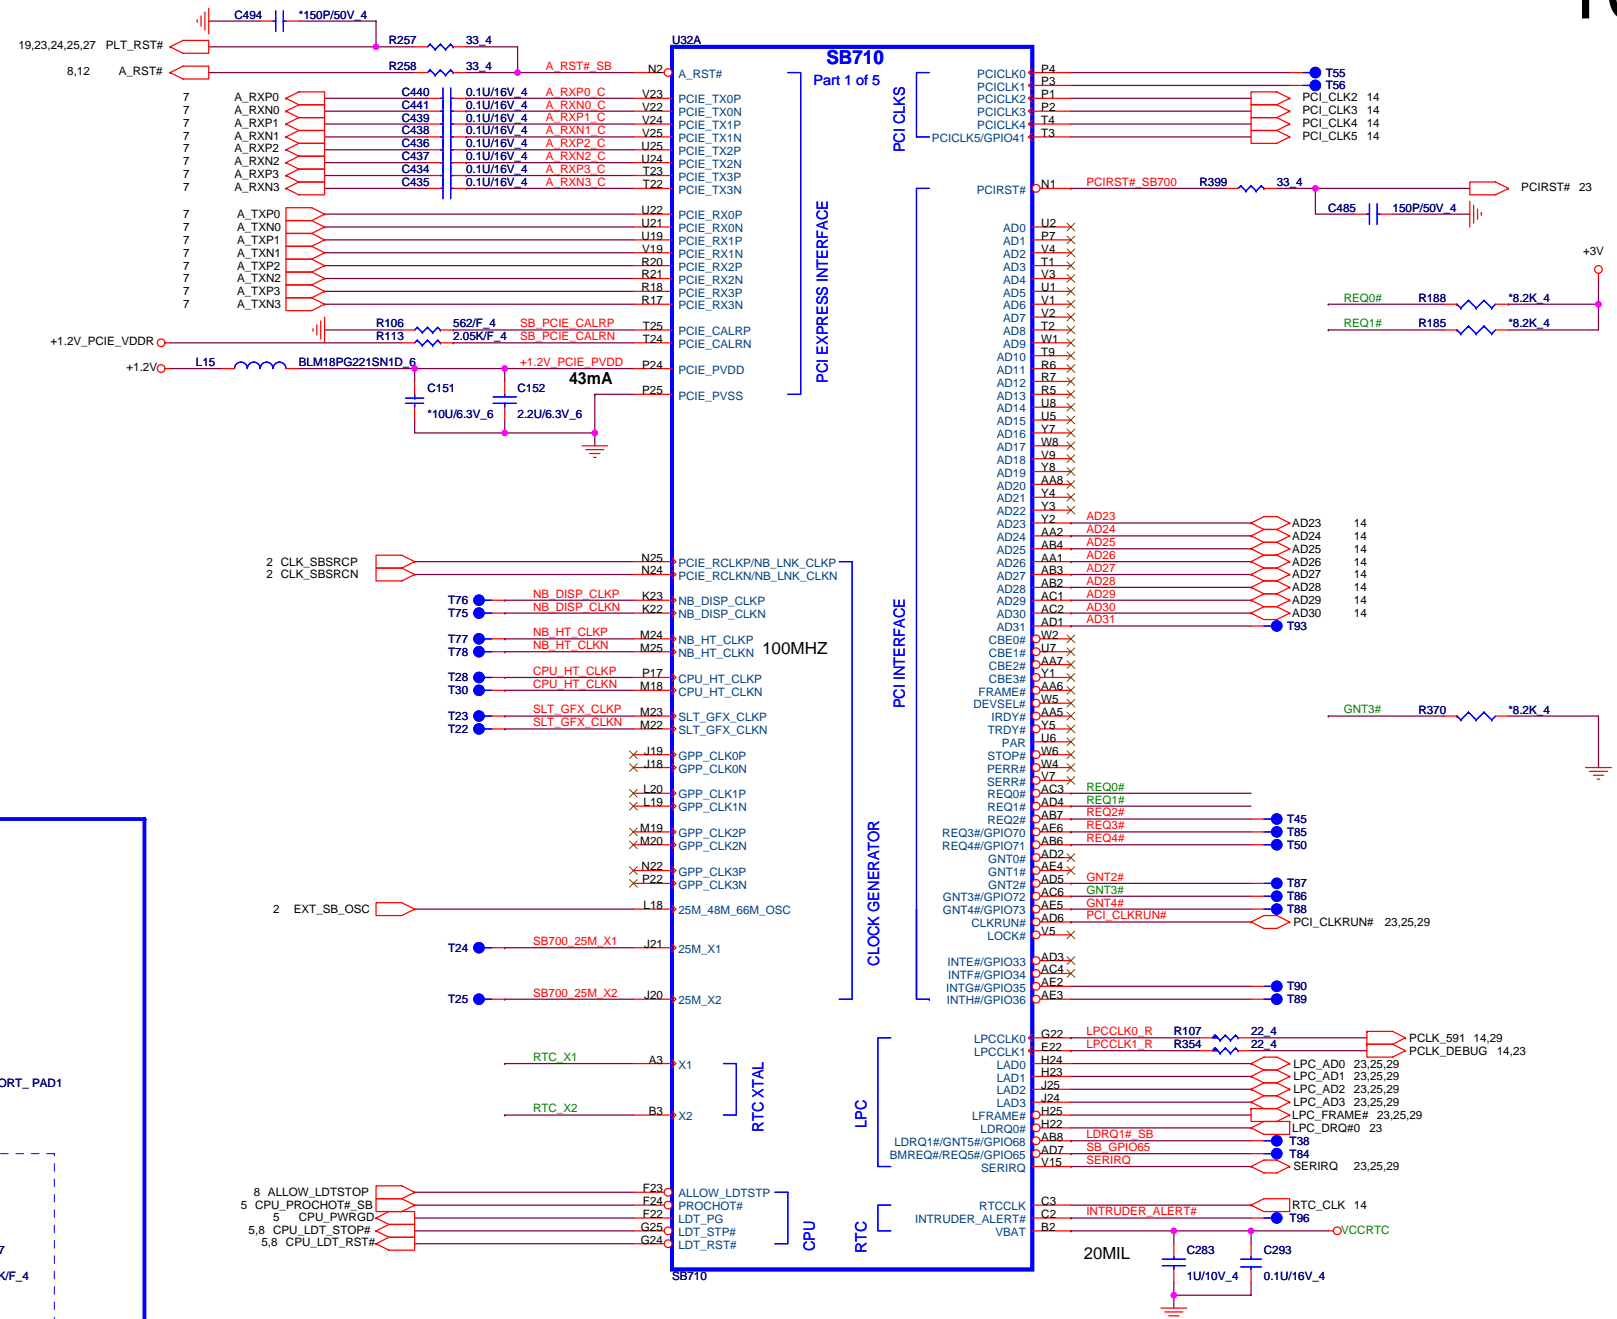 C494 *150P/50V_4
19,23,24,25,27 PLT_RST# R257 33_4
8,12 A_RST# R258 33_4 A_RST#_SB N2 A_RST#
U32A
SB710
Part 1 of 5
7 A_RXP0 C440 0.1U/16V_4 A_RXP0_C V23 PCIE_TX0P
7 A_RXN0 C441 0.1U/16V_4 A_RXN0_C V22 PCIE_TX0N
7 A_RXP1 C439 0.1U/16V_4 A_RXP1_C V24 PCIE_TX1P
7 A_RXN1 C438 0.1U/16V_4 A_RXN1_C V25 PCIE_TX1N
7 A_RXP2 C436 0.1U/16V_4 A_RXP2_C U25 PCIE_TX2P
7 A_RXN2 C437 0.1U/16V_4 A_RXN2_C U24 PCIE_TX2N
7 A_RXP3 C434 0.1U/16V_4 A_RXP3_C T23 PCIE_TX3P
7 A_RXN3 C435 0.1U/16V_4 A_RXN3_C T22 PCIE_TX3N
7 A_TXP0 U22 PCIE_RX0P
7 A_TXN0 U21 PCIE_RX0N
7 A_TXP1 U19 PCIE_RX1P
7 A_TXN1 V19 PCIE_RX1N
7 A_TXP2 R20 PCIE_RX2P
7 A_TXN2 R21 PCIE_RX2N
7 A_TXP3 R18 PCIE_RX3P
7 A_TXN3 R17 PCIE_RX3N
R106 562/F_4 SB_PCIE_CALRP T25 PCIE_CALRP
+1.2V_PCIE_VDDR R113 2.05K/F_4 SB_PCIE_CALRN T24 PCIE_CALRN
+1.2V L15 BLM18PG221SN1D_6 +1.2V_PCIE_PVDD P24 PCIE_PVDD
43mA
C151 *10U/6.3V_6
C152 2.2U/6.3V_6
P25 PCIE_PVSS
PCI EXPRESS INTERFACE
2 CLK_SBSRCP N25 PCIE_RCLKP/NB_LNK_CLKP
2 CLK_SBSRCN N24 PCIE_RCLKN/NB_LNK_CLKN
T76 NB_DISP_CLKP K23 NB_DISP_CLKP
T75 NB_DISP_CLKN K22 NB_DISP_CLKN
T77 NB_HT_CLKP M24 NB_HT_CLKP
T78 NB_HT_CLKN M25 NB_HT_CLKN
100MHZ
T28 CPU_HT_CLKP P17 CPU_HT_CLKP
T30 CPU_HT_CLKN M18 CPU_HT_CLKN
T23 SLT_GFX_CLKP M23 SLT_GFX_CLKP
T22 SLT_GFX_CLKN M22 SLT_GFX_CLKN
J19 GPP_CLK0P
J18 GPP_CLK0N
L20 GPP_CLK1P
L19 GPP_CLK1N
M19 GPP_CLK2P
M20 GPP_CLK2N
N22 GPP_CLK3P
P22 GPP_CLK3N
2 EXT_SB_OSC L18 25M_48M_66M_OSC
T24 SB700_25M_X1 J21 25M_X1
T25 SB700_25M_X2 J20 25M_X2
CLOCK GENERATOR
RTC_X1 A3 X1
RTC_X2 B3 X2
RTC XTAL
8 ALLOW_LDTSTOP F23 ALLOW_LDTSTP
5 CPU_PROCHOT#_SB F24 PROCHOT#
5 CPU_PWRGD F22 LDT_PG
5,8 CPU_LDT_STOP# G25 LDT_STP#
5,8 CPU_LDT_RST# G24 LDT_RST#
CPU
SB710
PCI CLKS
PCICLK0 P4 T55
PCICLK1 P3 T56
PCICLK2 P1 PCI_CLK2 14
PCICLK3 P2 PCI_CLK3 14
PCICLK4 T4 PCI_CLK4 14
PCICLK5/GPIO41 T3 PCI_CLK5 14
PCIRST# N1 PCIRST#_SB700 R399 33_4 PCIRST# 23
C485 150P/50V_4
PCI INTERFACE
AD0 U2
AD1 P7
AD2 V4
AD3 T1
AD4 V3
AD5 U1
AD6 V1
AD7 V2
AD8 T2
AD9 W1
AD10 T9
AD11 R6
AD12 R7
AD13 R5
AD14 U8
AD15 U5
AD16 Y7
AD17 W8
AD18 V9
AD19 Y8
AD20 AA8
AD21 Y4
AD22 Y3
AD23 Y2 AD23 AD23 14
AD24 AA2 AD24 AD24 14
AD25 AB4 AD25 AD25 14
AD26 AA1 AD26 AD26 14
AD27 AB3 AD27 AD27 14
AD28 AB2 AD28 AD28 14
AD29 AC1 AD29 AD29 14
AD30 AC2 AD30 AD30 14
AD31 AD1 AD31 T93
CBE0# W2
CBE1# U7
CBE2# AA7
CBE3# Y1
FRAME# AA6
DEVSEL# W5
IRDY# AA5
TRDY# Y5
PAR U6
STOP# W6
PERR# W4
SERR# V7
REQ0# AC3 REQ0#
REQ1# AD4 REQ1#
REQ2# AB7 REQ2# T45
REQ3#/GPIO70 AE6 REQ3# T85
REQ4#/GPIO71 AB6 REQ4# T50
GNT0# AD2
GNT1# AE4
GNT2# AD5 GNT2# T87
GNT3#/GPIO72 AC6 GNT3# T86
GNT4#/GPIO73 AE5 GNT4# T88
CLKRUN# AD6 PCI_CLKRUN# PCI_CLKRUN# 23,25,29
LOCK# V5
INTE#/GPIO33 AD3
INTF#/GPIO34 AC4
INTG#/GPIO35 AE2 T90
INTH#/GPIO36 AE3 T89
LPC
LPCCLK0 G22 LPCCLK0_R R107 22_4 PCLK_591 14,29
LPCCLK1 E22 LPCCLK1_R R354 22_4 PCLK_DEBUG 14,23
LAD0 H24 LPC_AD0 23,25,29
LAD1 H23 LPC_AD1 23,25,29
LAD2 J25 LPC_AD2 23,25,29
LAD3 J24 LPC_AD3 23,25,29
LFRAME# H25 LPC_FRAME# 23,25,29
LDRQ0# H22 LPC_DRQ#0 23
LDRQ1#/GNT5#/GPIO68 AB8 LDRQ1#_SB T38
BMREQ#/REQ5#/GPIO65 AD7 SB_GPIO65 T84
SERIRQ V15 SERIRQ SERIRQ 23,25,29
RTC
RTCCLK C3 RTC_CLK 14
INTRUDER_ALERT# C2 INTRUDER_ALERT# T96
VBAT B2 VCCRTC
20MIL
C283 1U/10V_4
C293 0.1U/16V_4
+3V
REQ0# R188 *8.2K_4
REQ1# R185 *8.2K_4
GNT3# R370 *8.2K_4
ORT_ PAD1
7
K/F_4